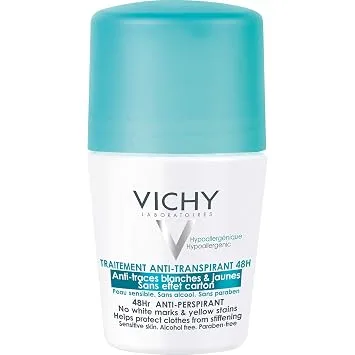 VICHY
LABORATOIRES
Hypoallergénique
Hypoallergenic
TRAITEMENT ANTI-TRANSPIRANT 48H
Anti-traces blanches & jaunes
Sans effet carton
Peau sensible. Sans alcool. Sans paraben
48Hr ANTI-PERSPIRANT
No white marks & yellow stains
Helps protect clothes from stiffening
Sensitive skin. Alcohol free. Paraben-free